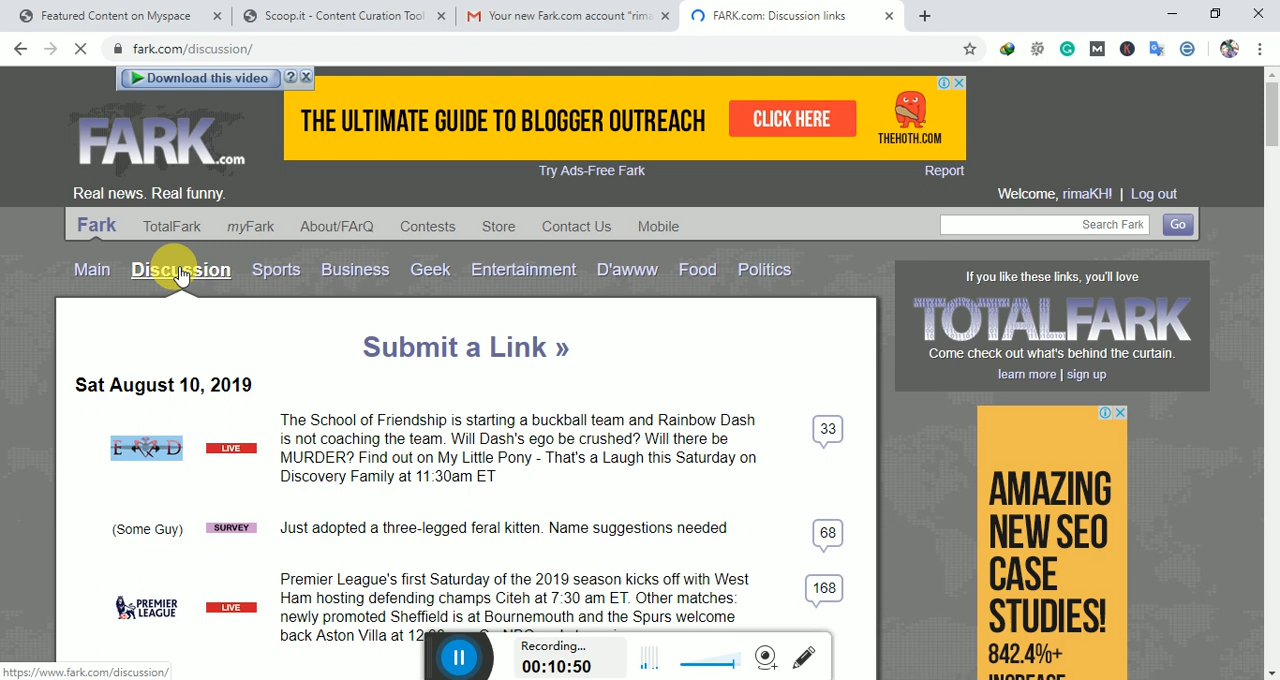 Featured Content on Myspace
Scoop.it - Content Curation Tool
Your new Fark.com account "rima
FARK.com: Discussion links
fark.com/discussion/
Download this video
?
THE ULTIMATE GUIDE TO BLOGGER OUTREACH
CLICK HERE
THEHOTH.COM
FARK.com
Try Ads-Free Fark
Report
Real news. Real funny.
Welcome, rimaKH! | Log out
Fark TotalFark myFark About/FArQ Contests Store Contact Us Mobile
Search Fark
Go
Main Discussion Sports Business Geek Entertainment D'awww Food Politics
If you like these links, you'll love
TOTALFARK
Come check out what's behind the curtain.
learn more | sign up
Submit a Link »
Sat August 10, 2019
E D
LIVE
The School of Friendship is starting a buckball team and Rainbow Dash
is not coaching the team. Will Dash's ego be crushed? Will there be
MURDER? Find out on My Little Pony - That's a Laugh this Saturday on
Discovery Family at 11:30am ET
33
(Some Guy)
SURVEY
Just adopted a three-legged feral kitten. Name suggestions needed
68
PREMIER
LEAGUE
LIVE
Premier League's first Saturday of the 2019 season kicks off with West
Ham hosting defending champs Citeh at 7:30 am ET. Other matches:
newly promoted Sheffield is at Bournemouth and the Spurs welcome
back Aston Villa at
168
AMAZING
NEW SEO
CASE
STUDIES!
842.4%+
Recording...
00:10:50
https://www.fark.com/discussion/